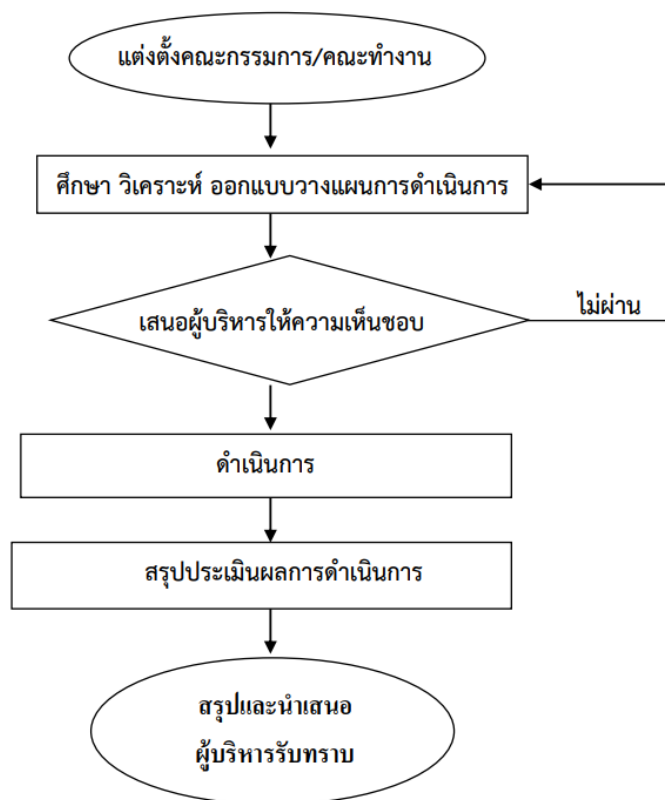 แต่งตั้งคณะกรรมการ/คณะทำงาน
ศึกษา วิเคราะห์ ออกแบบวางแผนการดำเนินการ
เสนอผู้บริหารให้ความเห็นชอบ
ไม่ผ่าน
ดำเนินการ
สรุปประเมินผลการดำเนินการ
สรุปและนำเสนอ
ผู้บริหารรับทราบ